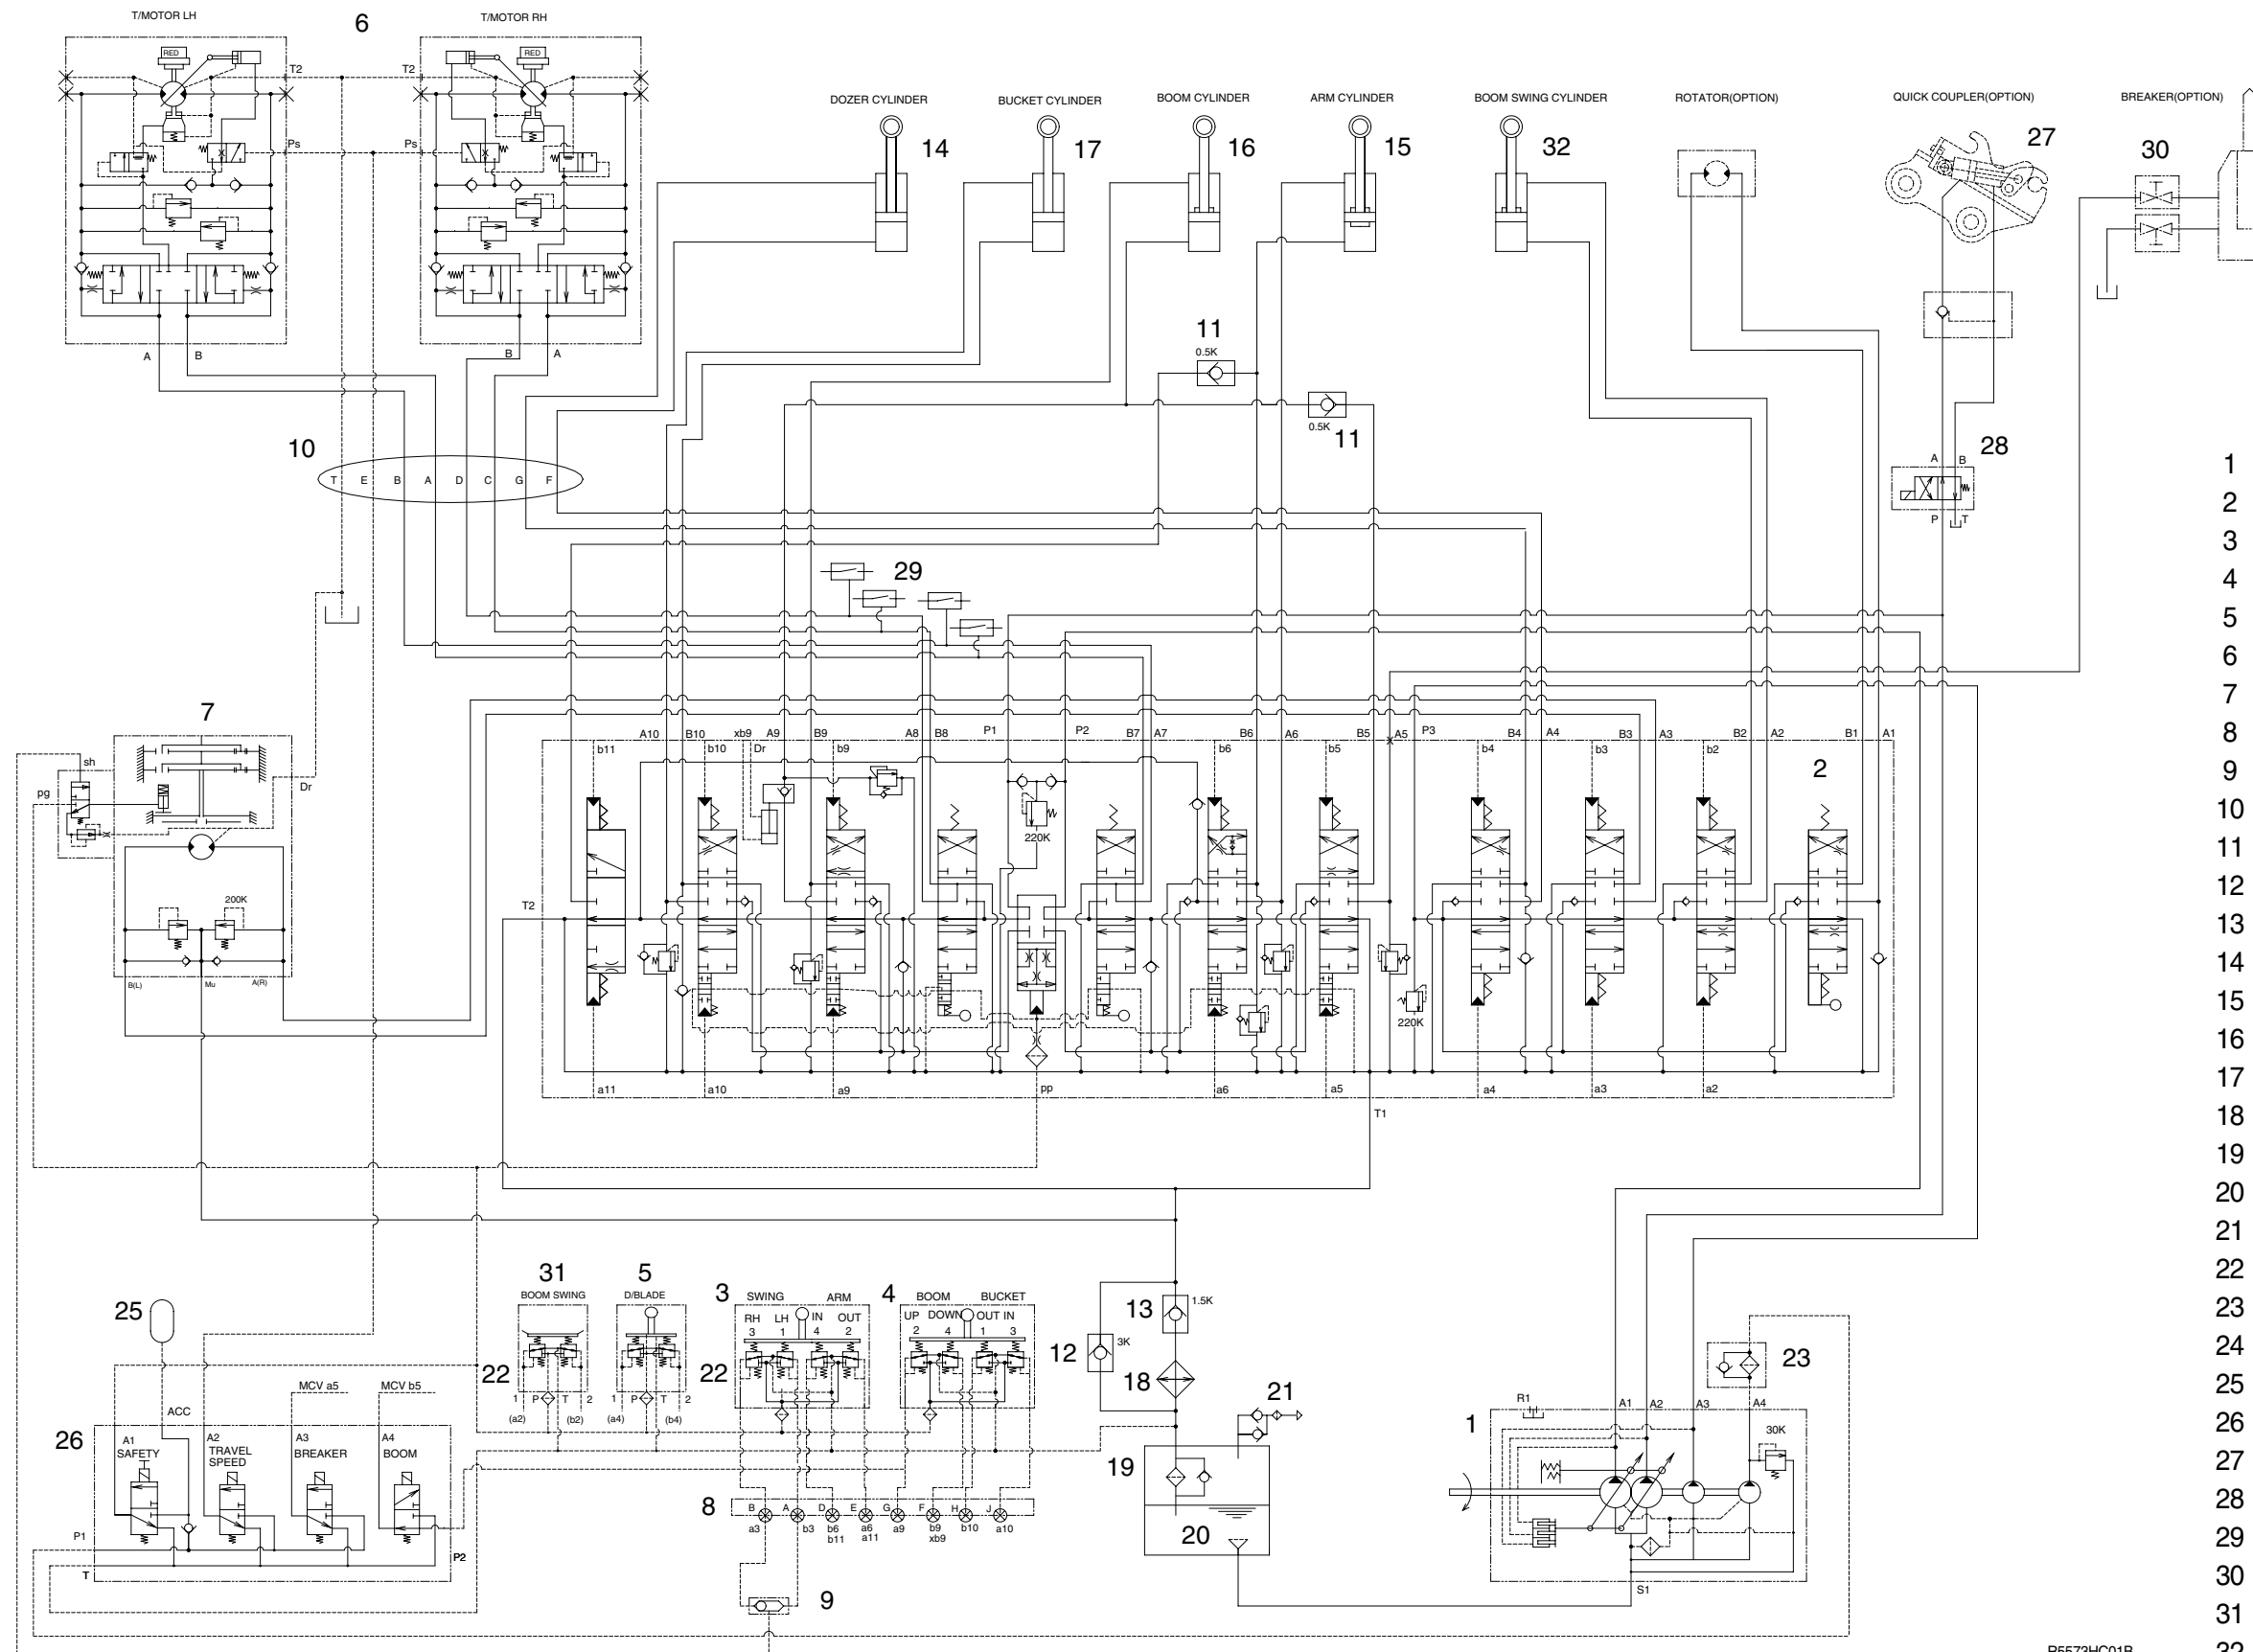 T/MOTOR LH
6
T/MOTOR RH
RED
RED
T2
T2
Ps
Ps
A
B
B
A
DOZER CYLINDER
BUCKET CYLINDER
BOOM CYLINDER
ARM CYLINDER
BOOM SWING CYLINDER
ROTATOR(OPTION)
QUICK COUPLER(OPTION)
BREAKER(OPTION)
14
17
16
15
32
27
30
11
0.5K
0.5K
11
10
T E B A D C G F
28
A
B
P
T
29
7
sh
pg
Dr
200K
B(L)
Mu
A(R)
b11
A10
B10
b10
xb9
Dr
A9
B9
b9
A8
B8
P1
P2
B7
A7
b6
B6
A6
b5
B5
A5
P3
b4
B4
A4
b3
B3
A3
b2
B2
A2
B1
A1
2
220K
T2
220K
a11
a10
a9
pp
a6
a5
a4
a3
a2
T1
31
BOOM SWING
5
D/BLADE
3
SWING
ARM
RH
LH
IN
OUT
3
1
4
2
4
BOOM
BUCKET
UP
DOWN
OUT IN
2
4
1
3
22
1
P
T
2
(a2)
(b2)
1
P
T
2
(a4)
(b4)
22
25
ACC
MCV a5
MCV b5
26
A1
SAFETY
A2
TRAVEL
SPEED
A3
BREAKER
A4
BOOM
P1
T
P2
8
B
A
D
E
G
F
H
J
a3
b3
b6
b11
a6
a11
a9
b9
xb9
b10
a10
9
13
1.5K
12
3K
18
21
19
20
23
R1
A1
A2
A3
A4
1
30K
S1
1
2
3
4
5
6
7
8
9
10
11
12
13
14
15
16
17
18
19
20
21
22
23
24
25
26
27
28
29
30
31
32
R5573HC01B